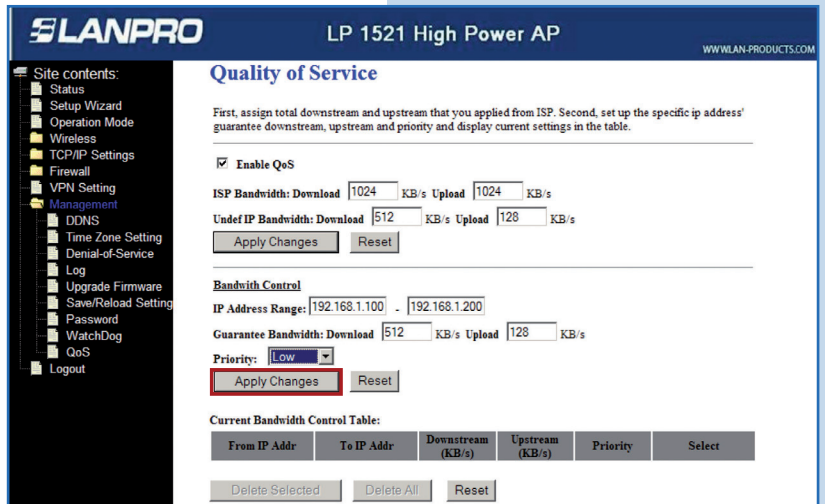 LANPRO
LP 1521 High Power AP
WWW.LAN-PRODUCTS.COM
Site contents:
Status
Setup Wizard
Operation Mode
Wireless
TCP/IP Settings
Firewall
VPN Setting
Management
DDNS
Time Zone Setting
Denial-of-Service
Log
Upgrade Firmware
Save/Reload Setting
Password
WatchDog
QoS
Logout
Quality of Service
First, assign total downstream and upstream that you applied from ISP. Second, set up the specific ip address'
guarantee downstream, upstream and priority and display current settings in the table.
Enable QoS
ISP Bandwidth: Download 1024 KB/s Upload 1024 KB/s
Undef IP Bandwidth: Download 512 KB/s Upload 128 KB/s
Apply Changes Reset
Bandwith Control
IP Address Range: 192.168.1.100 - 192.168.1.200
Guarantee Bandwidth: Download 512 KB/s Upload 128 KB/s
Priority: Low
Apply Changes Reset
Current Bandwidth Control Table:
From IP Addr To IP Addr Downstream (KB/s) Upstream (KB/s) Priority Select
Delete Selected Delete All Reset